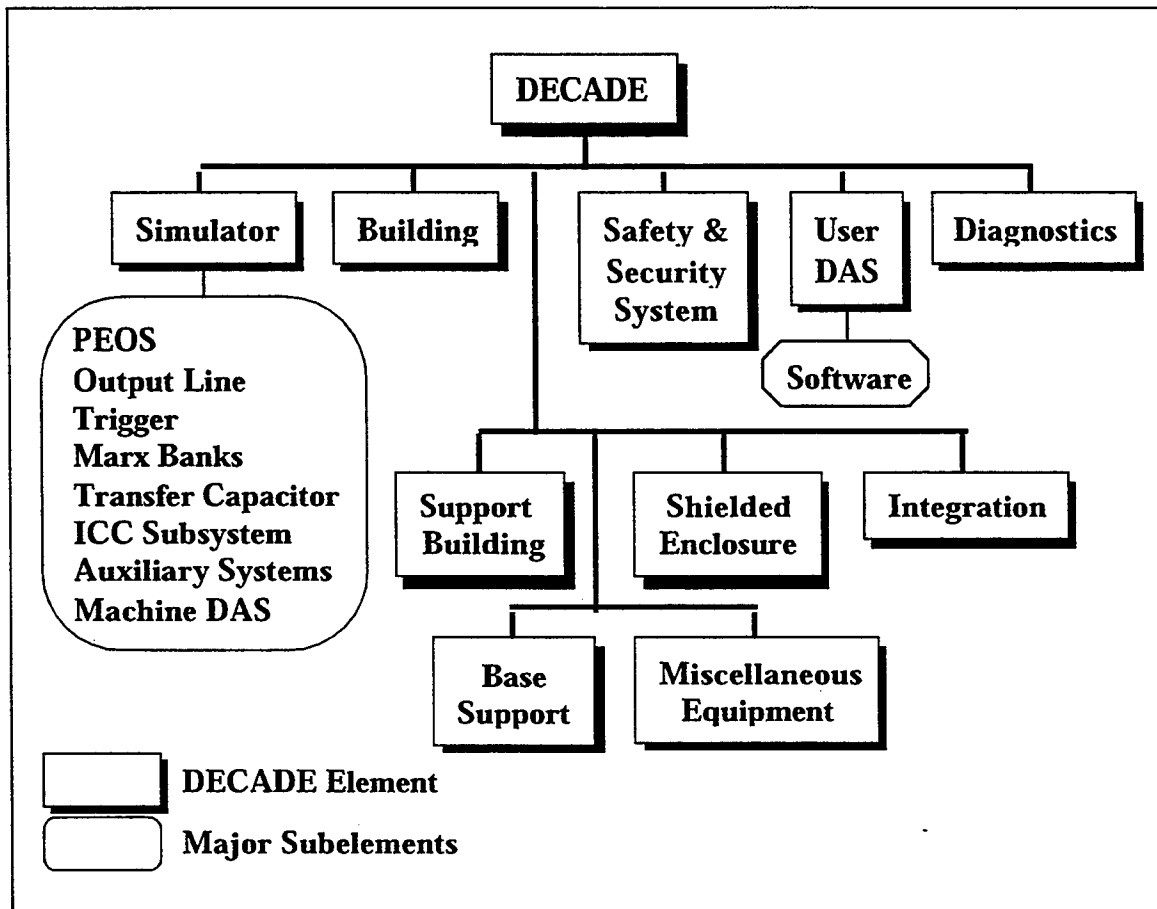 DECADE
Simulator
Building
Safety &
Security
System
User
DAS
Diagnostics
PEOS
Output Line
Trigger
Marx Banks
Transfer Capacitor
ICC Subsystem
Auxiliary Systems
Machine DAS
Software
Support
Building
Shielded
Enclosure
Integration
Base
Support
Miscellaneous
Equipment
DECADE Element
Major Subelements